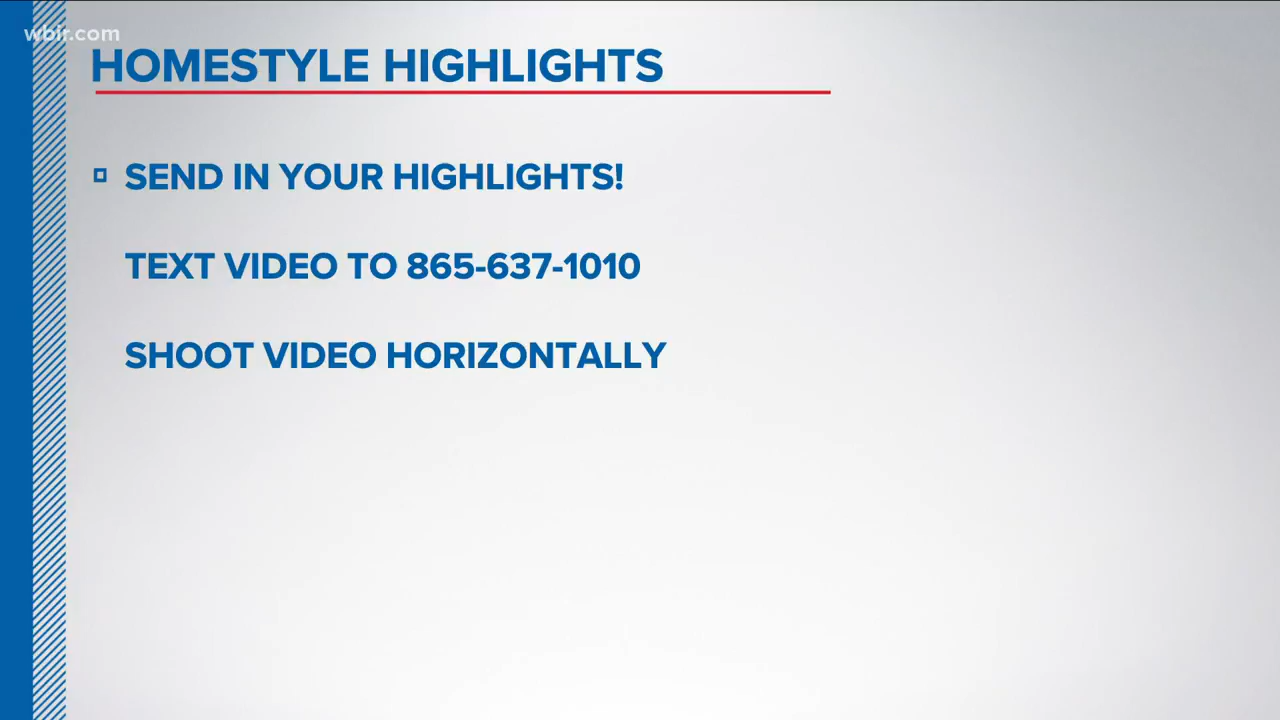 wbir.com
HOMESTYLE HIGHLIGHTS
SEND IN YOUR HIGHLIGHTS!
TEXT VIDEO TO 865-637-1010
SHOOT VIDEO HORIZONTALLY